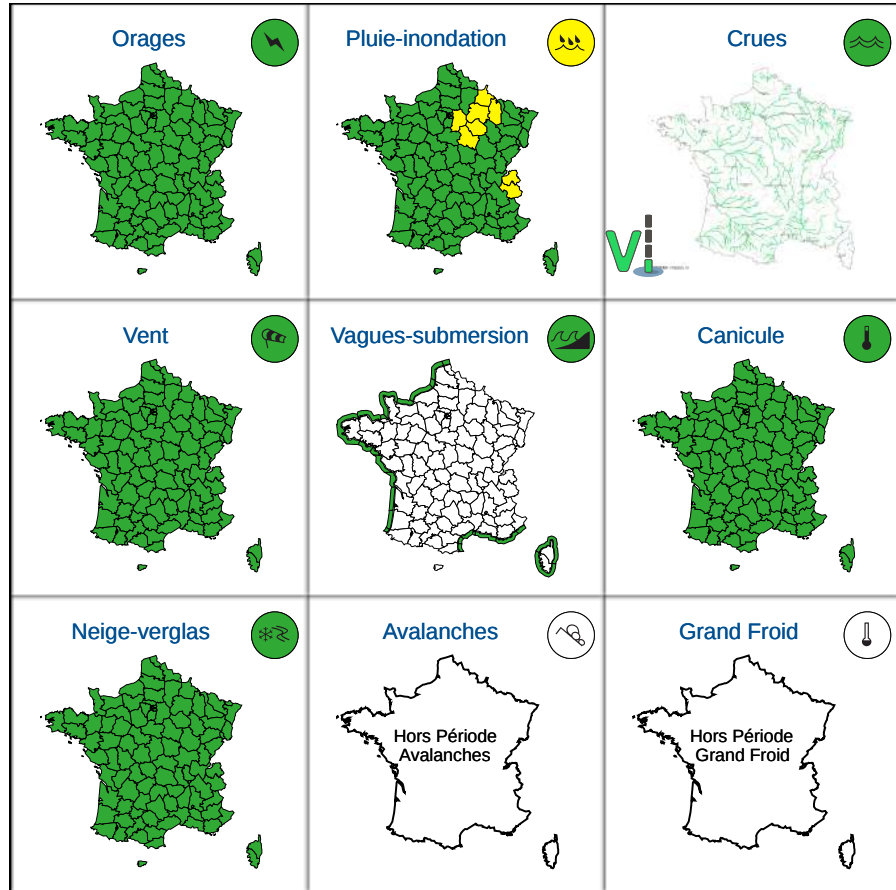 Orages
Pluie-inondation
Crues
Vent
Vagues-submersion
Canicule
Neige-verglas
Avalanches
Grand Froid
Hors Période
Avalanches
Hors Période
Grand Froid